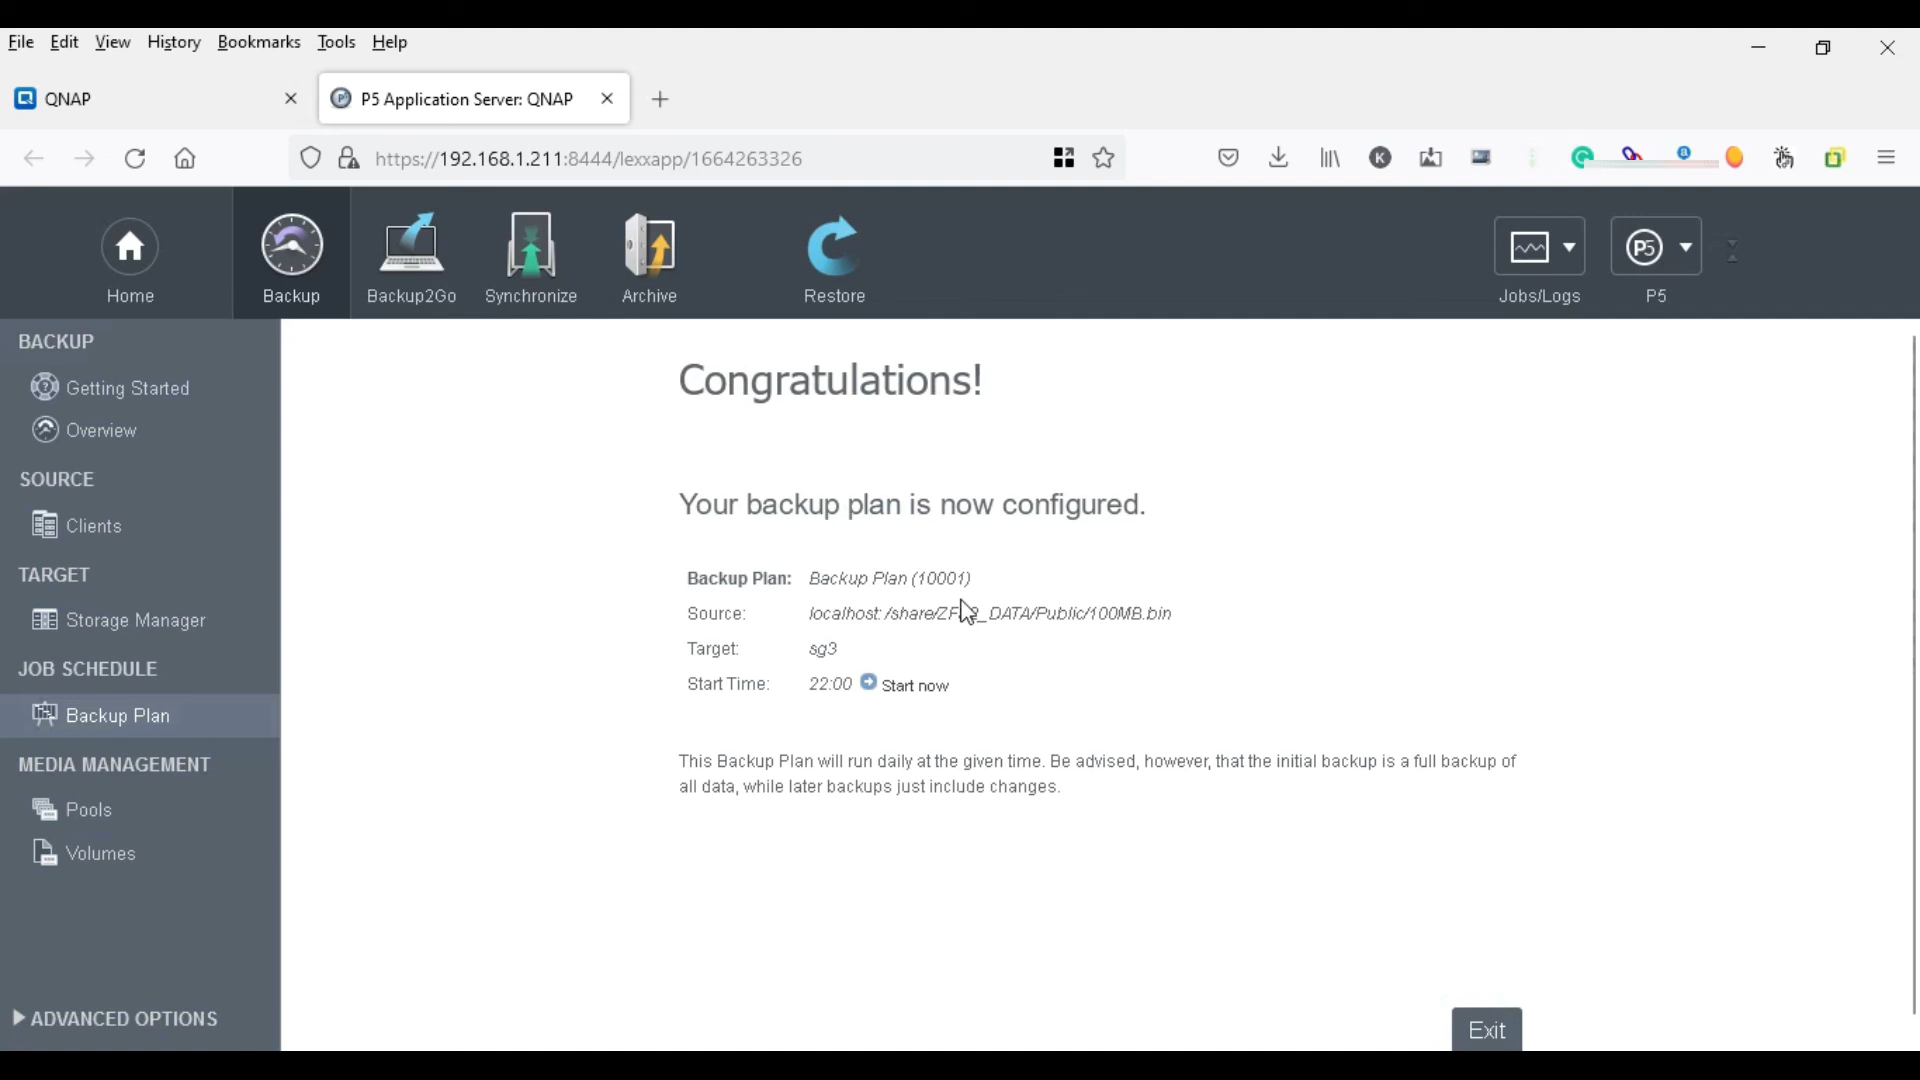 File Edit View History Bookmarks Tools Help
QNAP
P5 Application Server: QNAP
https://192.168.1.211:8444/lexxapp/1664263326
Home
Backup
Backup2Go
Synchronize
Archive
Restore
Jobs/Logs
P5
BACKUP
Getting Started
Overview
SOURCE
Clients
TARGET
Storage Manager
JOB SCHEDULE
Backup Plan
MEDIA MANAGEMENT
Pools
Volumes
ADVANCED OPTIONS
Congratulations!
Your backup plan is now configured.
Backup Plan: Backup Plan (10001)
Source: localhost: /Public/100MB.bin
Target: sg3
Start Time: 22:00 Start now
This Backup Plan will run daily at the given time. Be advised, however, that the initial backup is a full backup of
all data, while later backups just include changes.
Exit